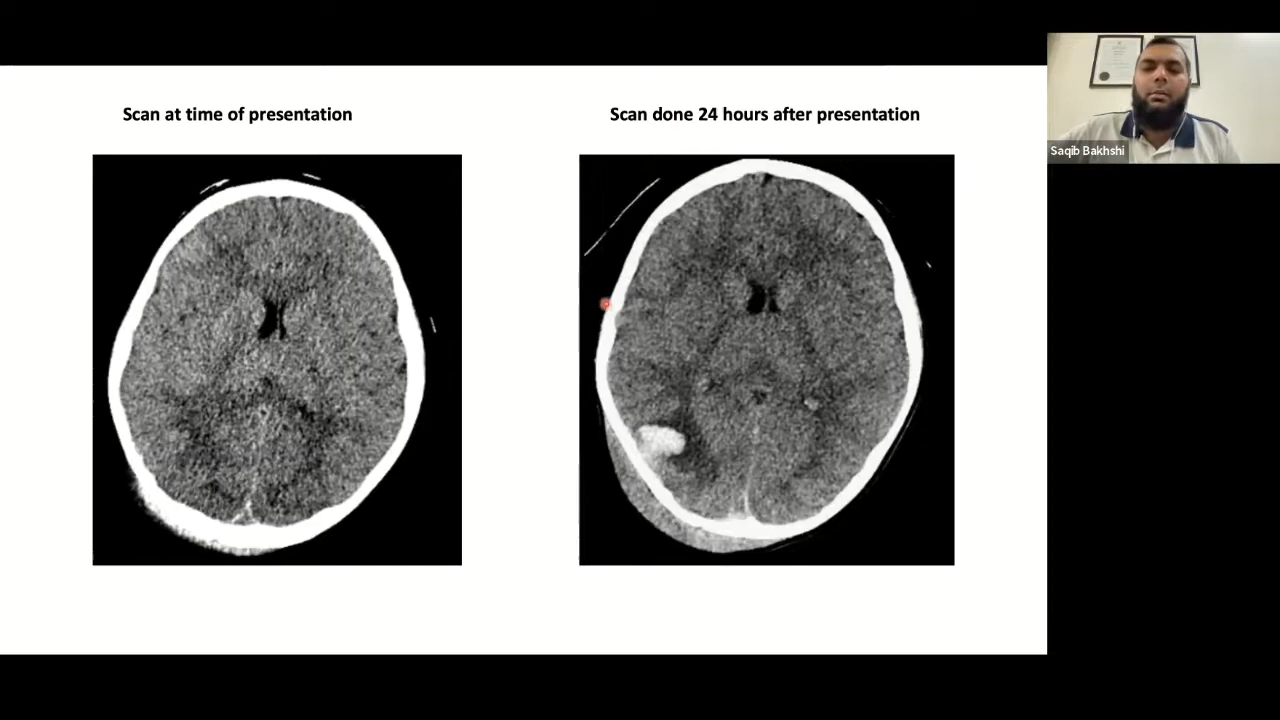 Scan at time of presentation
Scan done 24 hours after presentation
Saqib Bakhshi